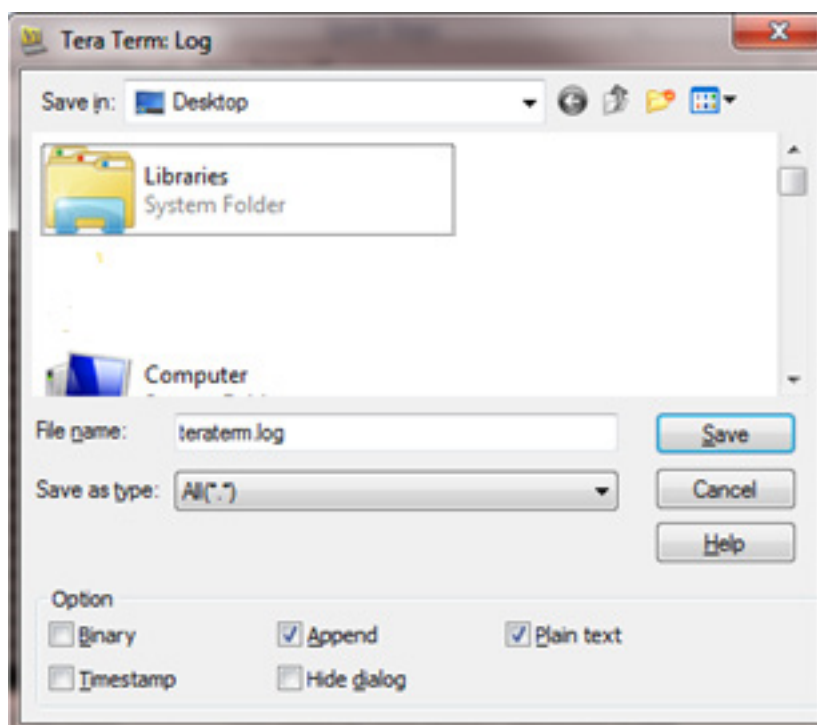 Tera Term: Log
Save in: Desktop
Libraries
System Folder
Computer
File name: teraterm.log Save
Save as type: All(*.*) Cancel
Help
Option
Binary Append Plain text
Timestamp Hide dialog